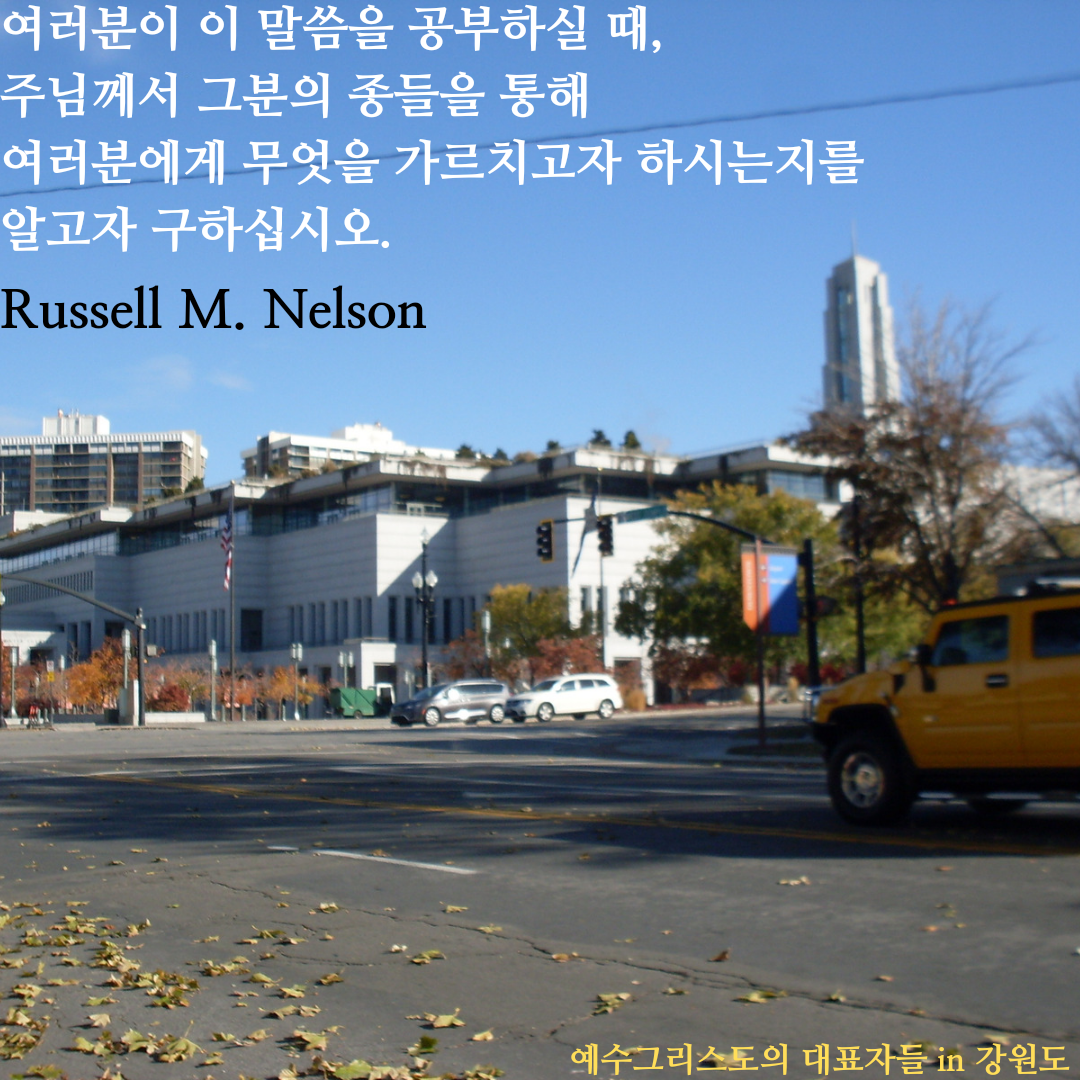 여러분이 이 말씀을 공부하실 때,
주님께서 그분의 종들을 통해
여러분에게 무엇을 가르치고자 하시는지를
알고자 구하십시오.
Russell M. Nelson
예수그리스도의 대표자들 in 강원도